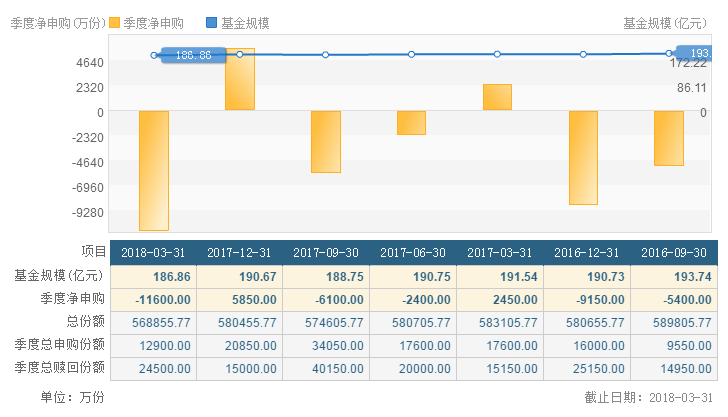 季度净申购(万份) 季度净申购 基金规模 基金规模(亿元)
186.86 193.
4640 172.22
2320 86.11
0 0
-2320
-4640
-6960
-9280
项目 2018-03-31 2017-12-31 2017-09-30 2017-06-30 2017-03-31 2016-12-31 2016-09-30
基金规模(亿元) 186.86 190.67 188.75 190.75 191.54 190.73 193.74
季度净申购 -11600.00 5850.00 -6100.00 -2400.00 2450.00 -9150.00 -5400.00
总份额 568855.77 580455.77 574605.77 580705.77 583105.77 580655.77 589805.77
季度总申购份额 12900.00 20850.00 34050.00 17600.00 17600.00 16000.00 9550.00
季度总赎回份额 24500.00 15000.00 40150.00 20000.00 15150.00 25150.00 14950.00
单位：万份 截止日期：2018-03-31